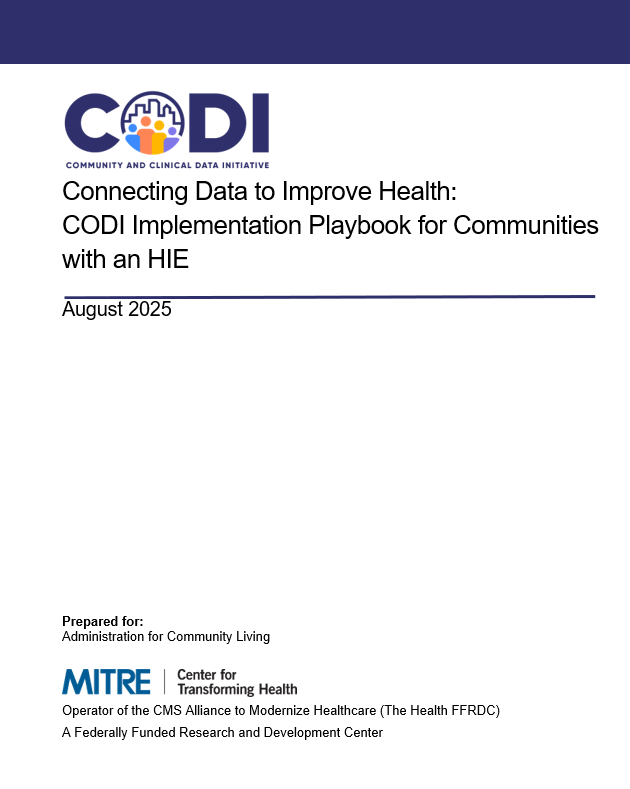 CODI
COMMUNITY AND CLINICAL DATA INITIATIVE
Connecting Data to Improve Health:
CODI Implementation Playbook for Communities
with an HIE
August 2025
Prepared for:
Administration for Community Living
MITRE | Center for
Transforming Health
Operator of the CMS Alliance to Modernize Healthcare (The Health FFRDC)
A Federally Funded Research and Development Center